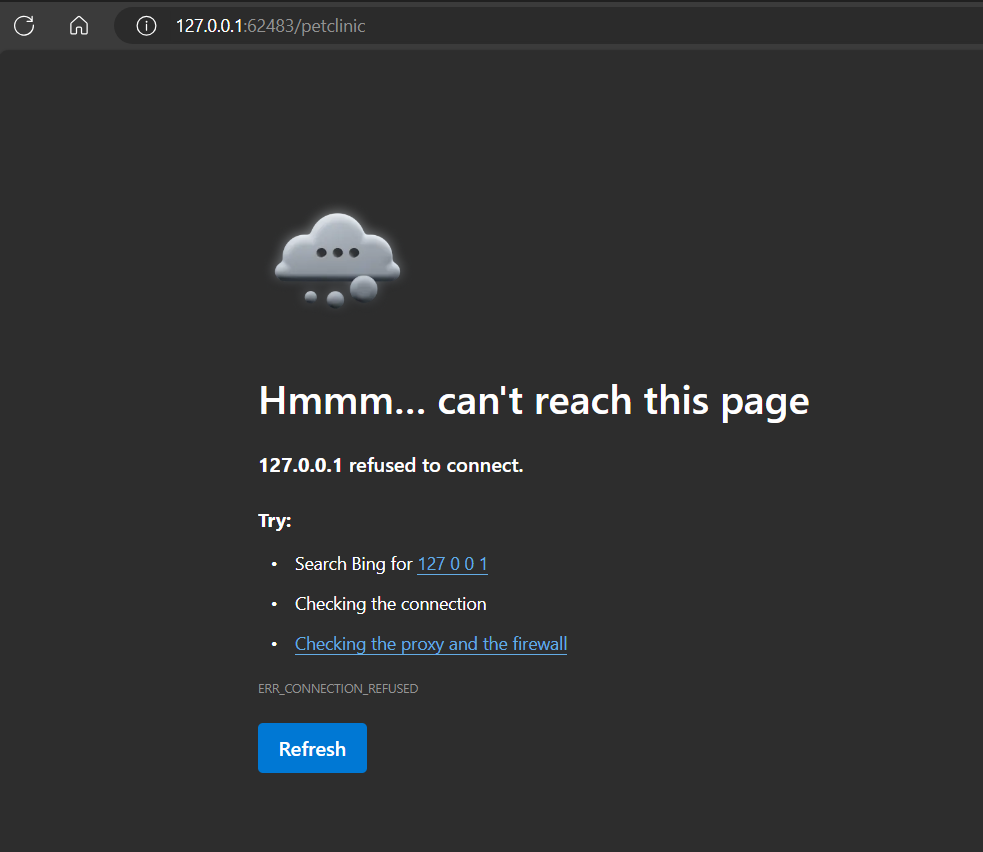 127.0.0.1:62483/petclinic
Hmmm... can't reach this page
127.0.0.1 refused to connect.
Try:
• Search Bing for 127 0 0 1
• Checking the connection
• Checking the proxy and the firewall
ERR_CONNECTION_REFUSED
Refresh